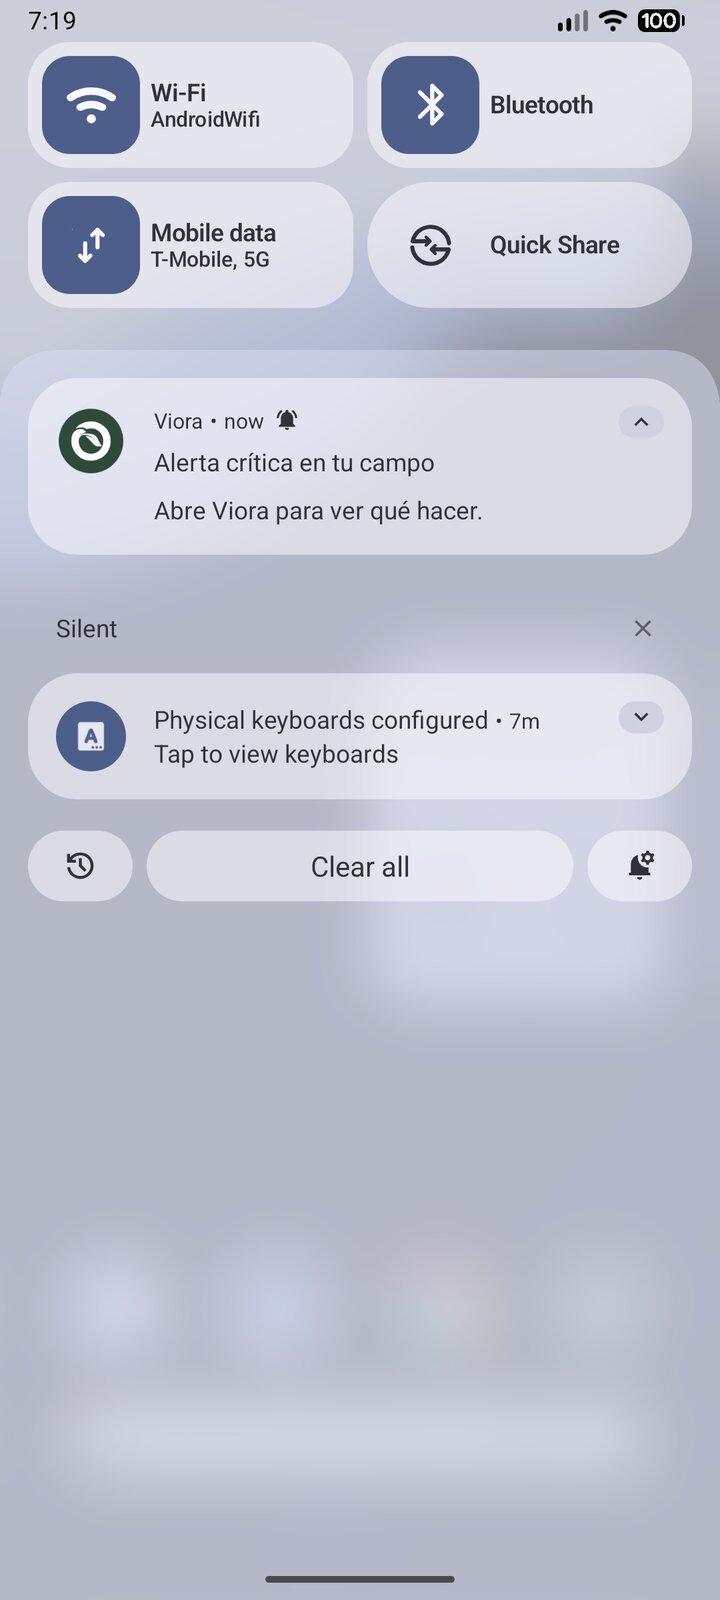 7:19
100
Wi-Fi
AndroidWifi
Bluetooth
Mobile data
T-Mobile, 5G
Quick Share
Viora • now
Alerta crítica en tu campo
Abre Viora para ver qué hacer.
Silent
A
Physical keyboards configured • 7m
Tap to view keyboards
Clear all